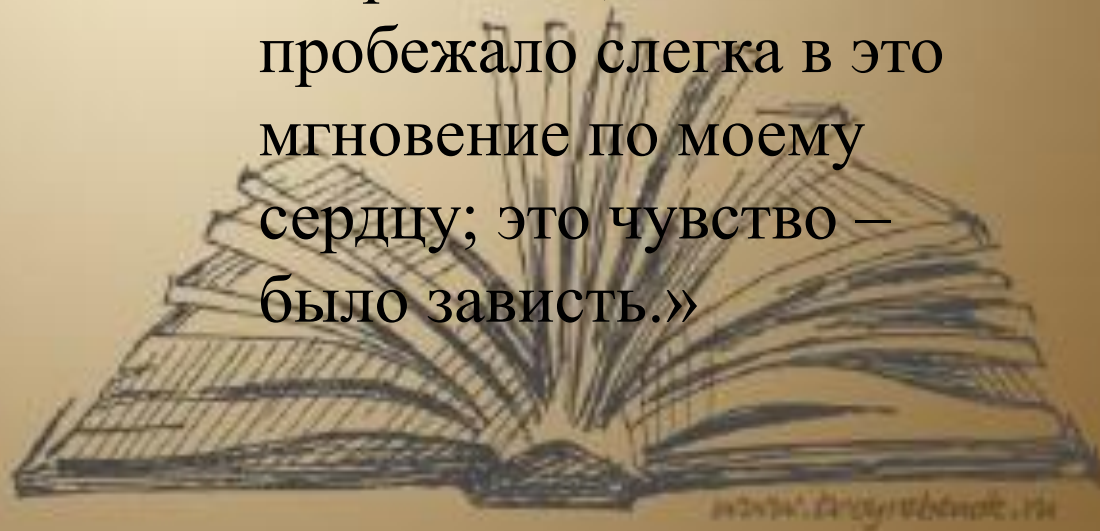 пробежало слегка в это
мгновение по моему
сердцу; это чувство –
было зависть.»